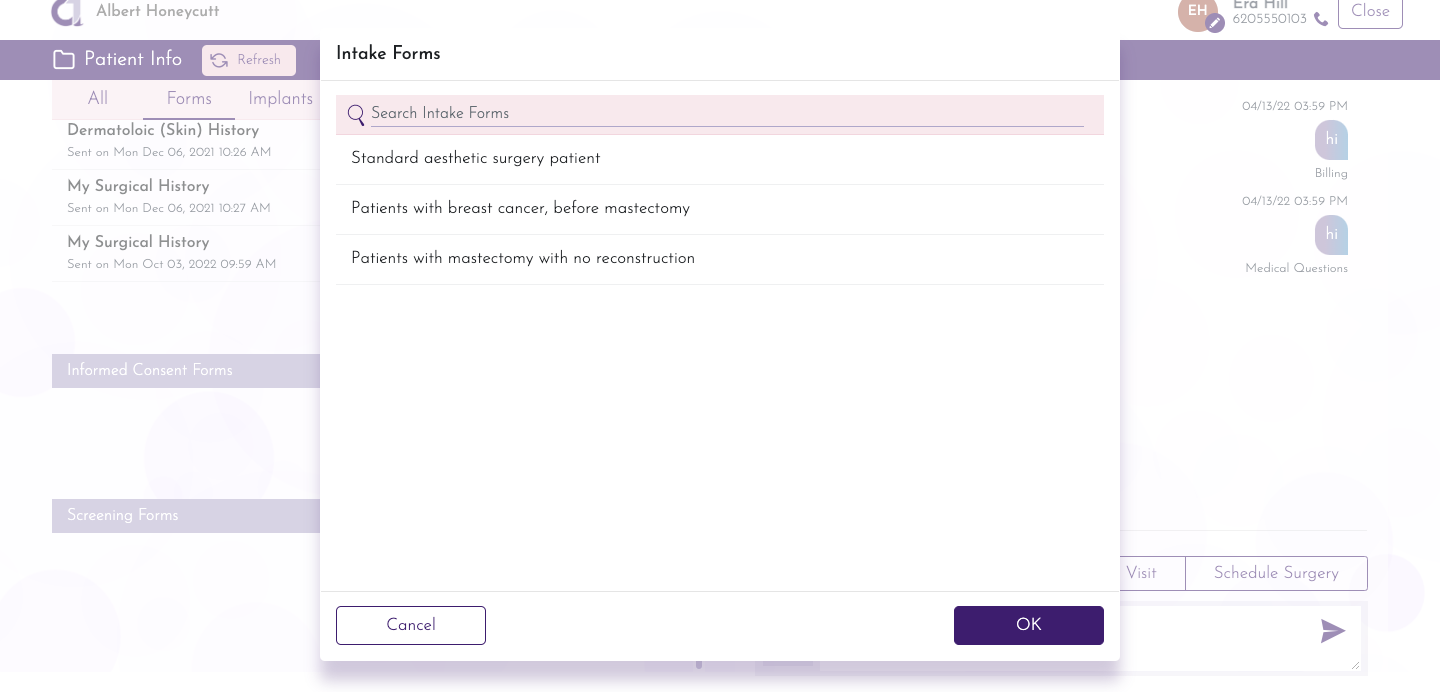 Albert Honeycutt
EH
Era Hill
6205550103
Close
Patient Info
Refresh
All
Forms
Implants
Dermatoloic (Skin) History
Sent on Mon Dec 06, 2021 10:26 AM
My Surgical History
Sent on Mon Dec 06, 2021 10:27 AM
My Surgical History
Sent on Mon Oct 03, 2022 09:59 AM
Informed Consent Forms
Screening Forms
Intake Forms
Search Intake Forms
Standard aesthetic surgery patient
Patients with breast cancer, before mastectomy
Patients with mastectomy with no reconstruction
Cancel
OK
04/13/22 03:59 PM
hi
Billing
04/13/22 03:59 PM
hi
Medical Questions
Visit
Schedule Surgery